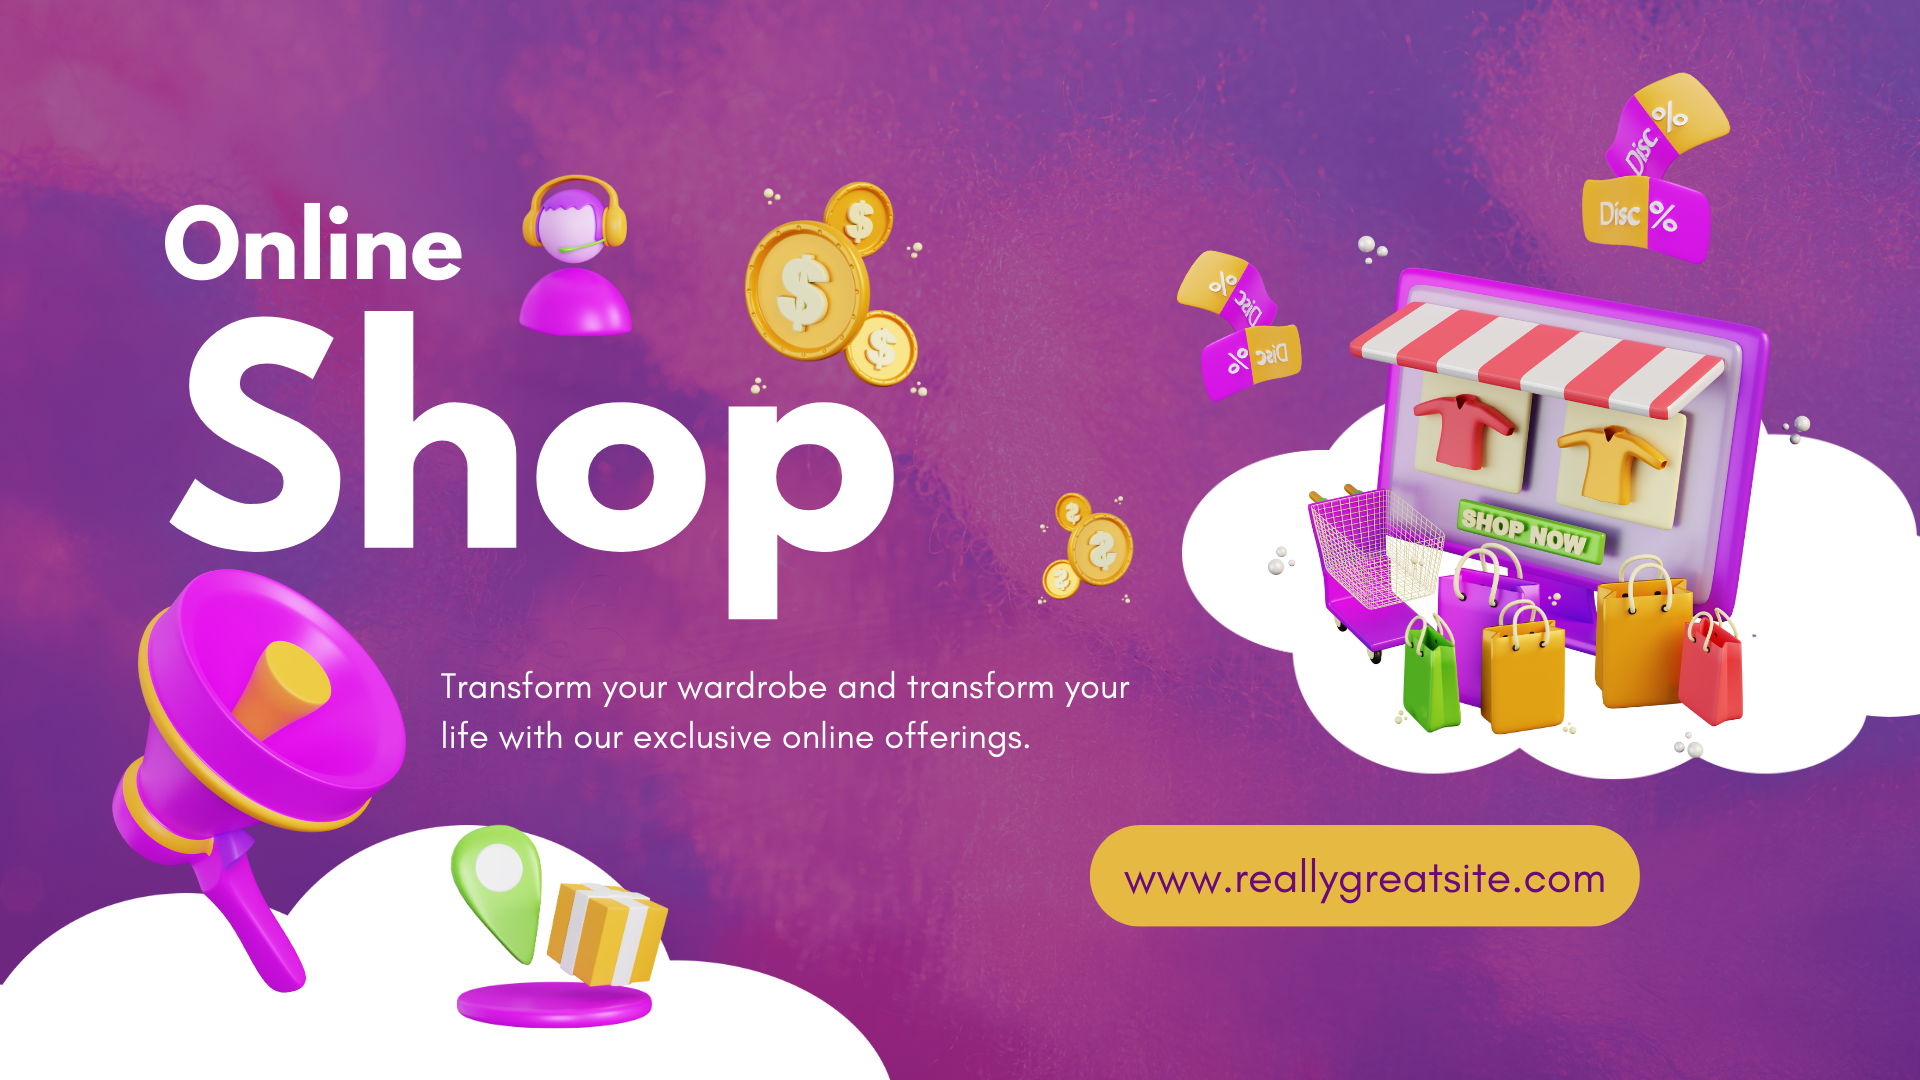 Online
Shop
Transform your wardrobe and transform your
life with our exclusive online offerings.
www.reallygreatsite.com
Disc %
Disc %
% Disc
% Disc
SHOP NOW
$
$
$
$
$
$